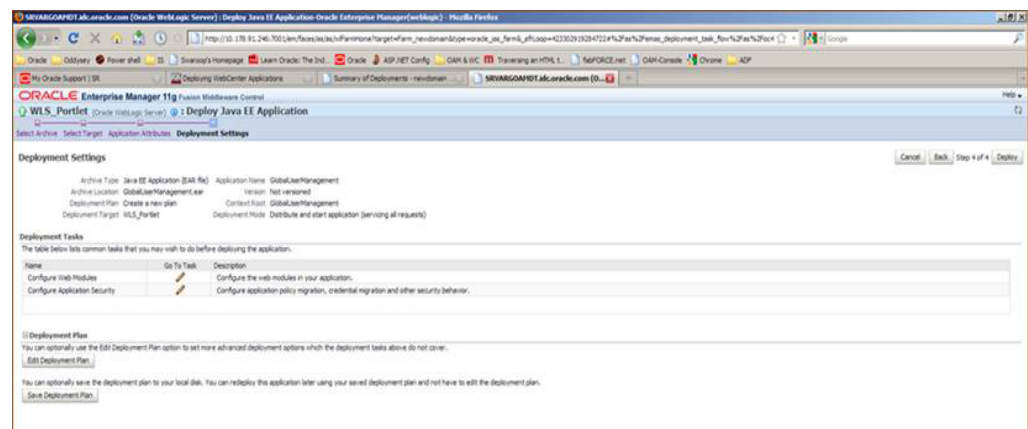 SRVARGOAMDT.idc.oracle.com (Oracle WebLogic Server) : Deploy Java EE Application-Oracle Enterprise Manager(weblogic) - Mozilla Firefox
Google
Oracle Oddysey Power shell IIS Swaroop's Homepage Learn Oracle: The Ind... Oracle ASP.NET Config OAM & WC Traversing an HTML t... fabFORCE.net OAM-Console Chrome ADF
My Oracle Support | SR Deploying WebCenter Applications Summary of Deployments - newdomain ... SRVARGOAMDT.idc.oracle.com (O...
ORACLE Enterprise Manager 11g Fusion Middleware Control Help
WLS_Portlet (Oracle WebLogic Server) : Deploy Java EE Application
Select Archive Select Target Application Attributes Deployment Settings
Deployment Settings Cancel Back Step 4 of 4 Deploy
Archive Type Java EE Application (EAR file) Application Name GlobalUserManagement
Archive Location GlobalUserManagement.ear Version Not versioned
Deployment Plan Create a new plan Context Root GlobalUserManagement
Deployment Target WLS_Portlet Deployment Mode Distribute and start application (servicing all requests)
Deployment Tasks
The table below lists common tasks that you may wish to do before deploying the application.
Name Go To Task Description
Configure Web Modules Configure the web modules in your application.
Configure Application Security Configure application policy migration, credential migration and other security behavior.
Deployment Plan
You can optionally use the Edit Deployment Plan option to set more advanced deployment options which the deployment tasks above do not cover.
Edit Deployment Plan
You can optionally save the deployment plan to your local disk. You can redeploy this application later using your saved deployment plan and not have to edit the deployment plan.
Save Deployment Plan